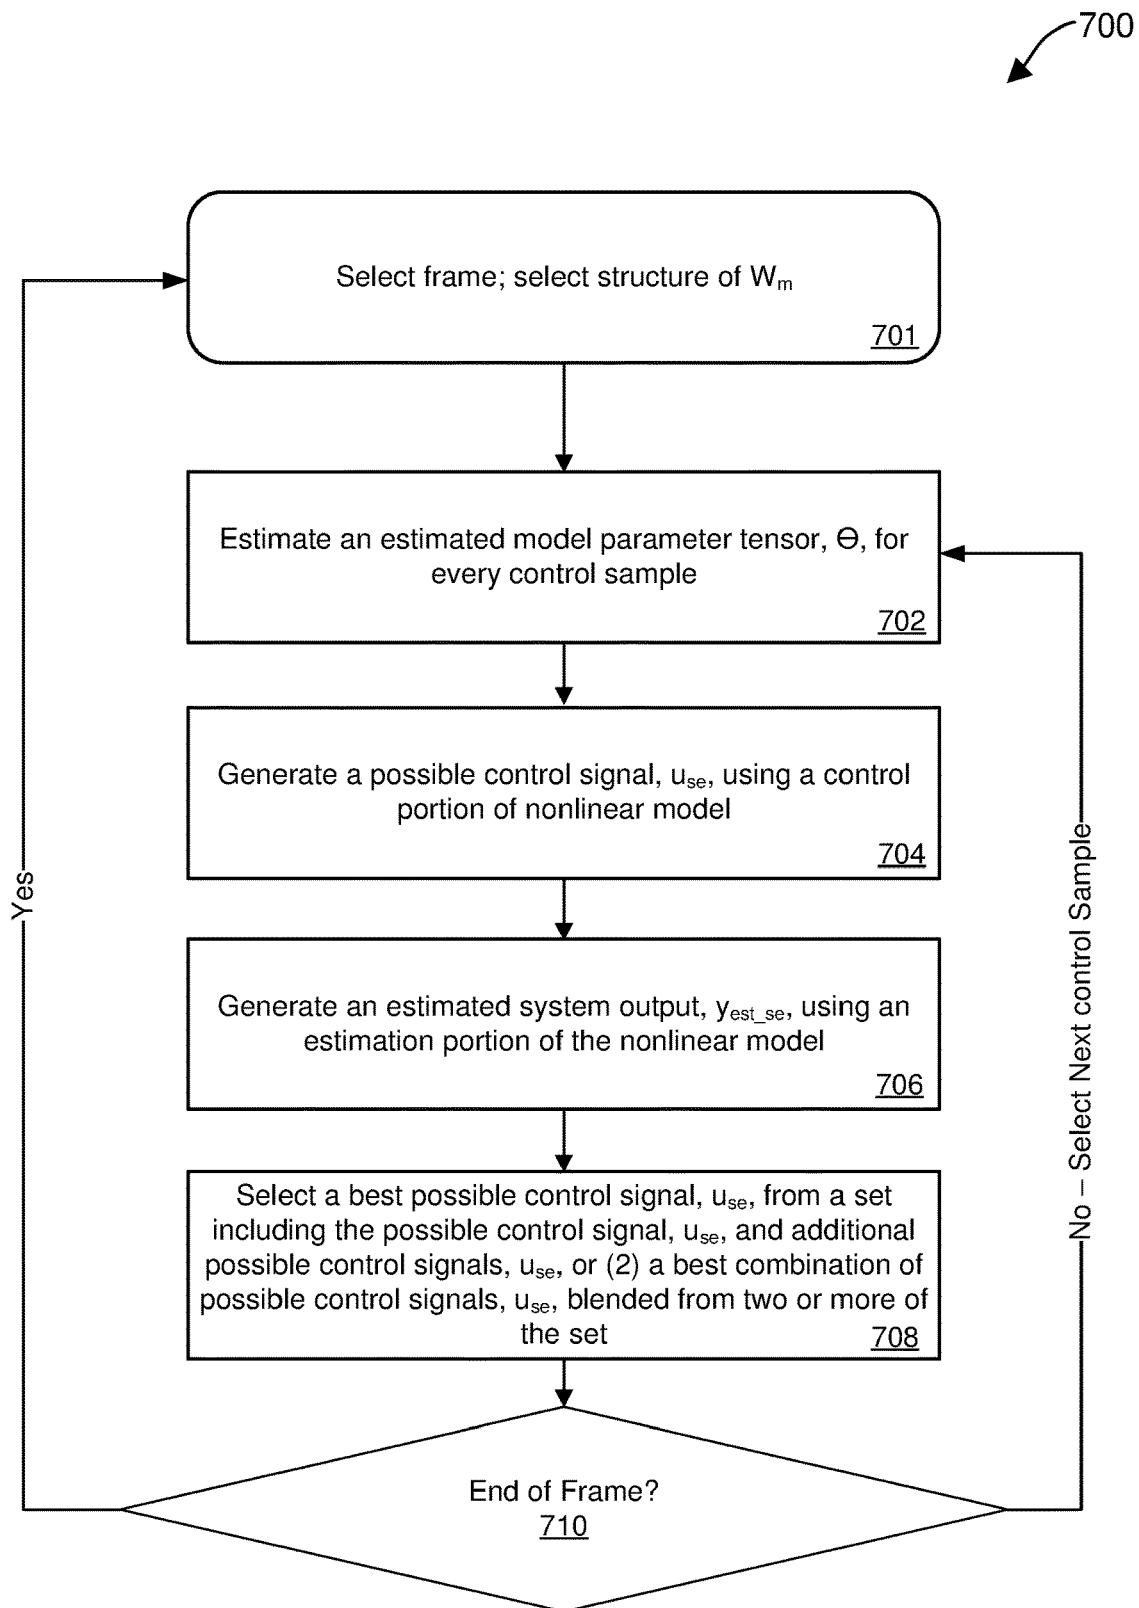 700
Select frame; select structure of Wₘ
701
Estimate an estimated model parameter tensor, ϴ, for
every control sample
702
Generate a possible control signal, uₛₑ, using a control
portion of nonlinear model
704
Generate an estimated system output, y_est_se, using an
estimation portion of the nonlinear model
706
Select a best possible control signal, uₛₑ, from a set
including the possible control signal, uₛₑ, and additional
possible control signals, uₛₑ, or (2) a best combination of
possible control signals, uₛₑ, blended from two or more of
the set
708
End of Frame?
710
Yes
No – Select Next control Sample